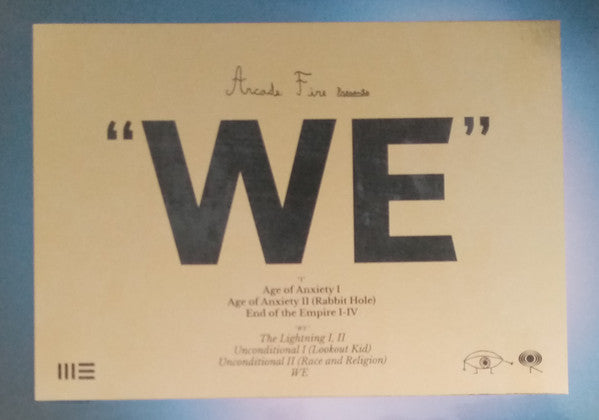 Arcade Fire Presents
“WE”
"I"
Age of Anxiety I
Age of Anxiety II (Rabbit Hole)
End of the Empire I-IV
"WE"
The Lightning I, II
Unconditional I (Lookout Kid)
Unconditional II (Race and Religion)
WE